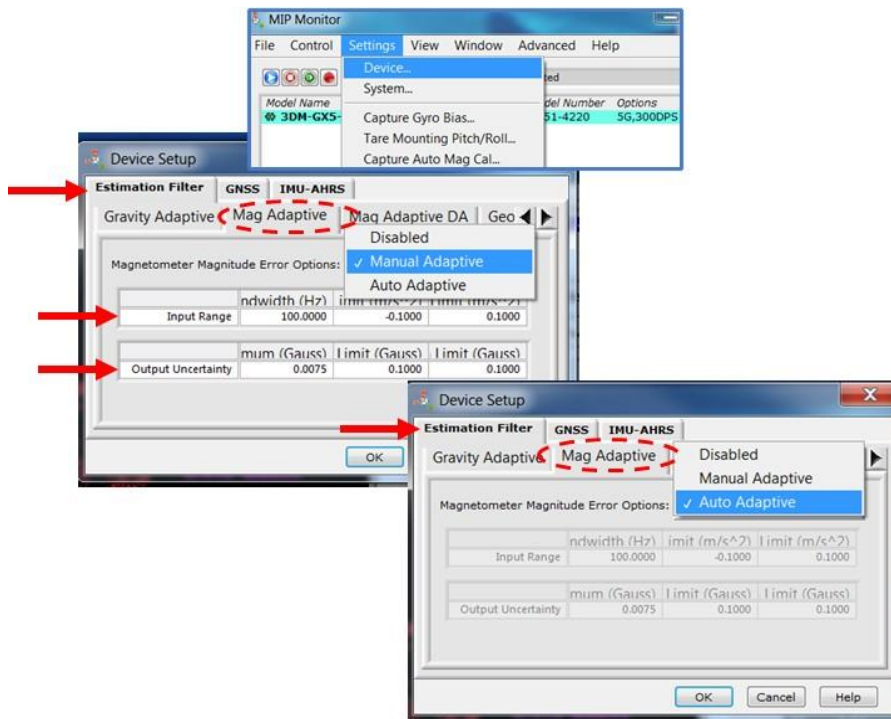 MIP Monitor
File Control Settings View Window Advanced Help
Device...
System...
Capture Gyro Bias...
Tare Mounting Pitch/Roll...
Capture Auto Mag Cal...
ted
Model Name del Number Options
3DM-GX5- 51-4220 5G,300DPS
Device Setup
Estimation Filter GNSS IMU-AHRS
Gravity Adaptive Mag Adaptive Mag Adaptive DA Geo
Disabled
Magnetometer Magnitude Error Options: ✓ Manual Adaptive
Auto Adaptive
ndwidth (Hz) imit (m/s^2) Limit (m/s^2)
Input Range 100.0000 -0.1000 0.1000
mum (Gauss) Limit (Gauss) Limit (Gauss)
Output Uncertainty 0.0075 0.1000 0.1000
OK
Device Setup
X
Estimation Filter GNSS IMU-AHRS
Gravity Adaptive Mag Adaptive Disabled
Manual Adaptive
Magnetometer Magnitude Error Options: ✓ Auto Adaptive
ndwidth (Hz) imit (m/s^2) Limit (m/s^2)
Input Range 100.0000 -0.1000 0.1000
mum (Gauss) Limit (Gauss) Limit (Gauss)
Output Uncertainty 0.0075 0.1000 0.1000
OK Cancel Help